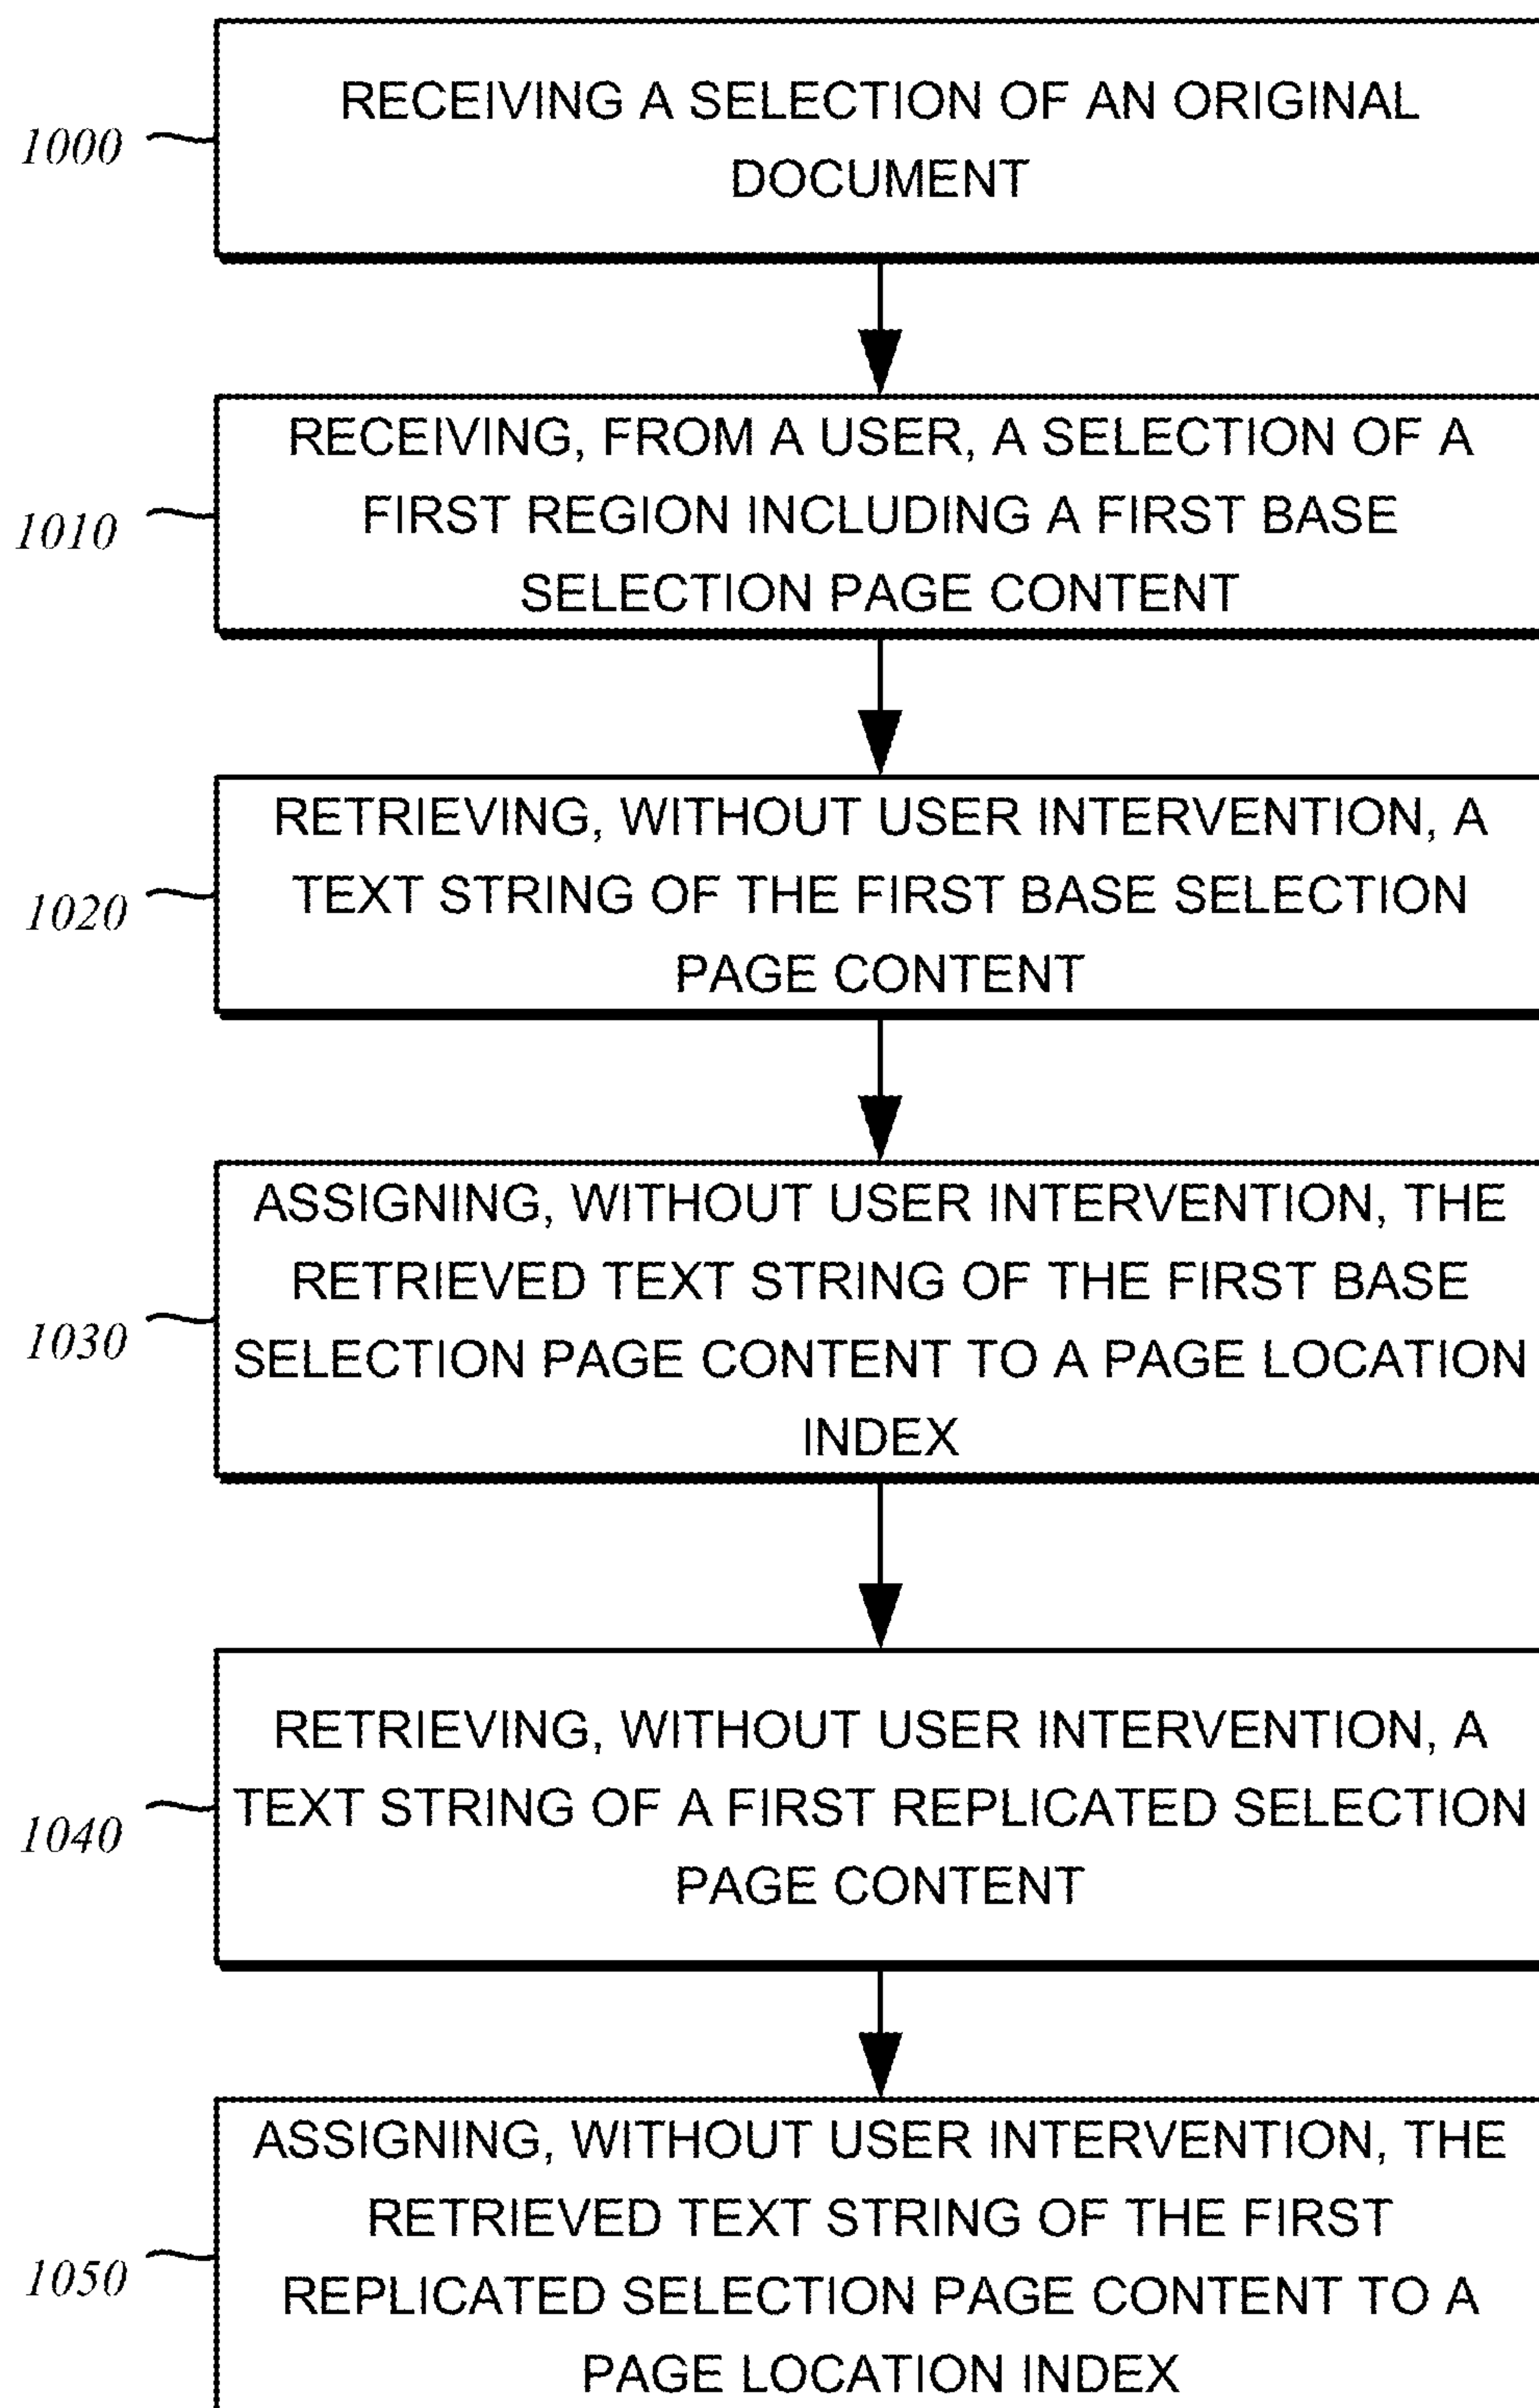 RECEIVING A SELECTION OF AN ORIGINAL
DOCUMENT
1000
RECEIVING, FROM A USER, A SELECTION OF A
FIRST REGION INCLUDING A FIRST BASE
SELECTION PAGE CONTENT
1010
RETRIEVING, WITHOUT USER INTERVENTION, A
TEXT STRING OF THE FIRST BASE SELECTION
PAGE CONTENT
1020
ASSIGNING, WITHOUT USER INTERVENTION, THE
RETRIEVED TEXT STRING OF THE FIRST BASE
SELECTION PAGE CONTENT TO A PAGE LOCATION
INDEX
1030
RETRIEVING, WITHOUT USER INTERVENTION, A
TEXT STRING OF A FIRST REPLICATED SELECTION
PAGE CONTENT
1040
ASSIGNING, WITHOUT USER INTERVENTION, THE
RETRIEVED TEXT STRING OF THE FIRST
REPLICATED SELECTION PAGE CONTENT TO A
PAGE LOCATION INDEX
1050